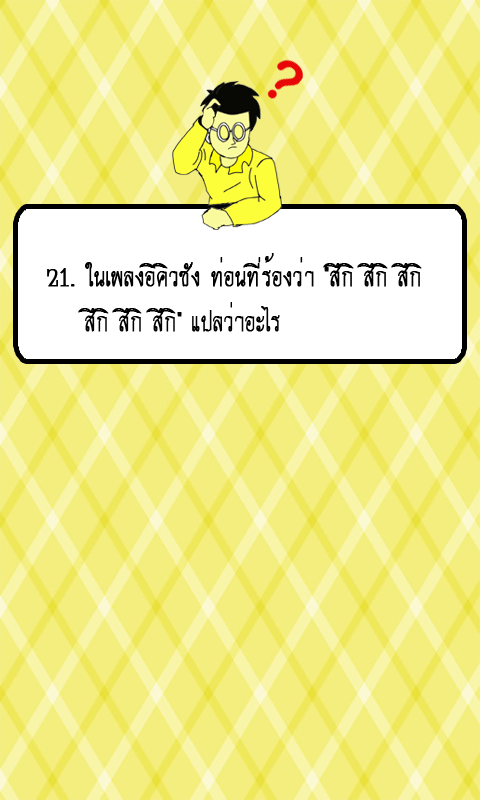 21. ในเพลงอิคิวซัง ท่อนที่ร้องว่า "สึกิ สึกิ สึกิ
สึกิ สึกิ สึกิ" แปลว่าอะไร
?